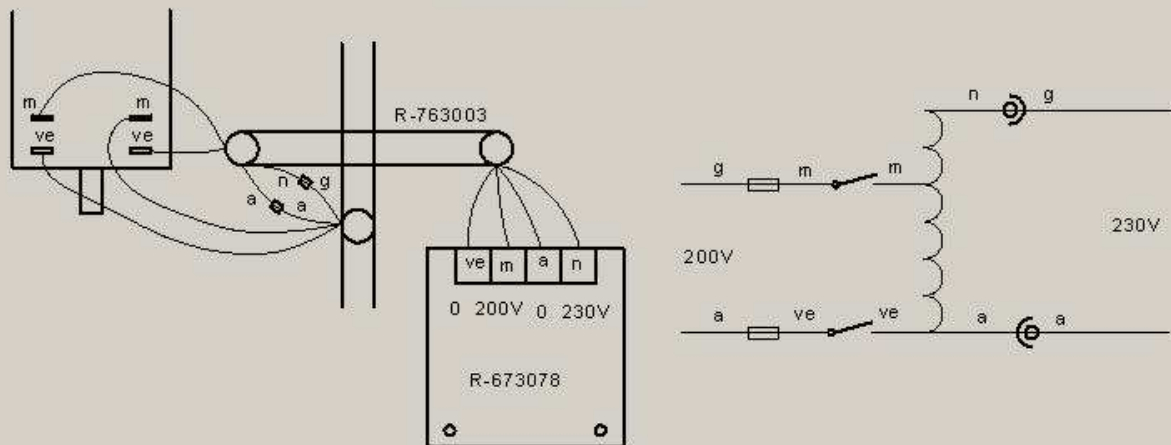 m
m
ve
ve
R-763003
n g
a a
ve m a n
0 200V 0 230V
R-673078
n g
g m m
200V
230V
a ve ve a a